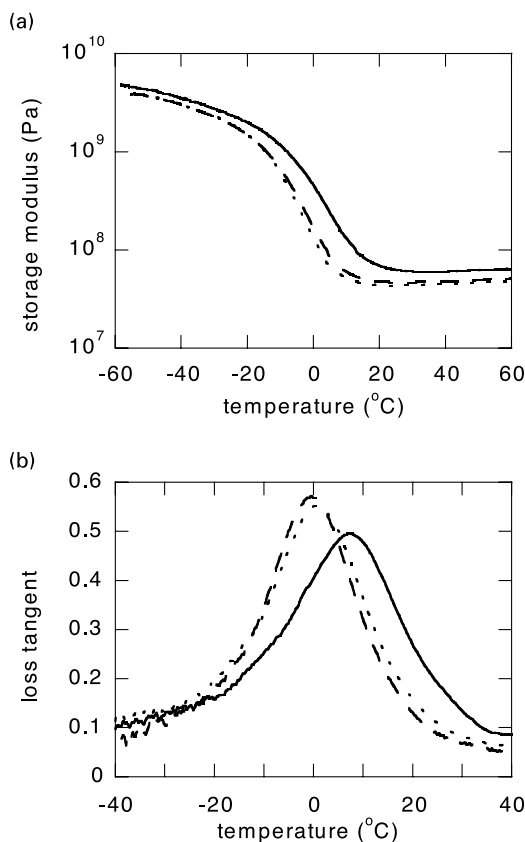 (a)
10^10
10^9
10^8
10^7
storage modulus (Pa)
-60 -40 -20 0 20 40 60
temperature (°C)
(b)
0.6
0.5
0.4
0.3
0.2
0.1
0
loss tangent
-40 -20 0 20 40
temperature (°C)